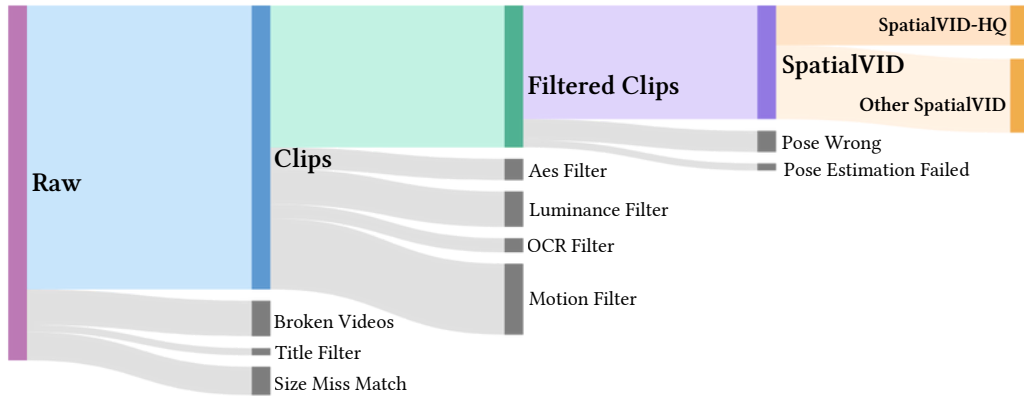 Raw
Clips
Broken Videos
Title Filter
Size Miss Match
Filtered Clips
Aes Filter
Luminance Filter
OCR Filter
Motion Filter
SpatialVID
Pose Wrong
Pose Estimation Failed
SpatialVID-HQ
Other SpatialVID